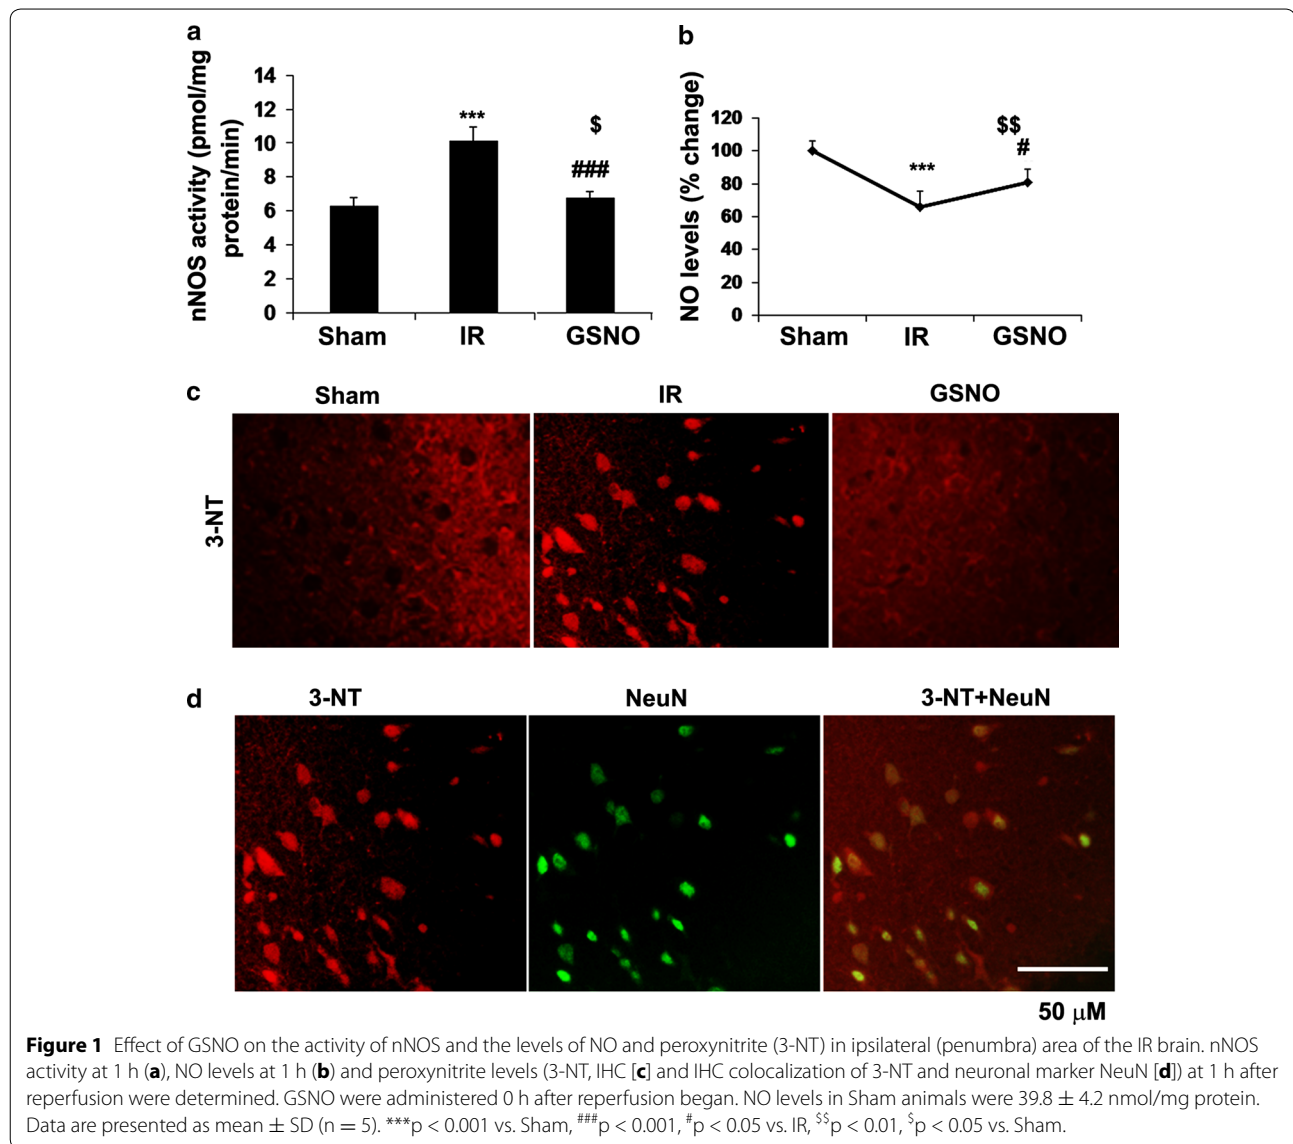 a
nNOS activity (pmol/mg
protein/min)
14
12
10
8
6
4
2
0
***
$
###
Sham IR GSNO
b
NO levels (% change)
120
100
80
60
40
20
0
***
$$
#
Sham IR GSNO
c
Sham IR GSNO
3-NT
d
3-NT NeuN 3-NT+NeuN
50 μM
Figure 1 Effect of GSNO on the activity of nNOS and the levels of NO and peroxynitrite (3-NT) in ipsilateral (penumbra) area of the IR brain. nNOS
activity at 1 h (a), NO levels at 1 h (b) and peroxynitrite levels (3-NT, IHC [c] and IHC colocalization of 3-NT and neuronal marker NeuN [d]) at 1 h after
reperfusion were determined. GSNO were administered 0 h after reperfusion began. NO levels in Sham animals were 39.8 ± 4.2 nmol/mg protein.
Data are presented as mean ± SD (n = 5). ***p < 0.001 vs. Sham, ###p < 0.001, #p < 0.05 vs. IR, $$p < 0.01, $p < 0.05 vs. Sham.